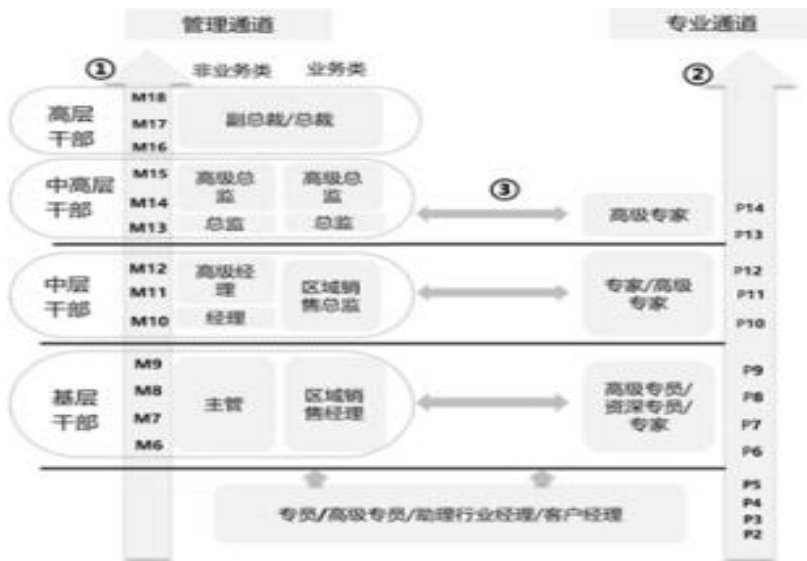 管理通道
专业通道
①
非业务类
业务类
②
高层
干部
M18
M17
M16
副总裁/总裁
中高层
干部
M15
M14
M13
高级总
监
总监
高级总
监
总监
③
高级专家
P14
P13
中层
干部
M12
M11
M10
高级经
理
经理
区域销
售总监
专家/高级
专家
P12
P11
P10
基层
干部
M9
M8
M7
M6
主管
区域销
售经理
高级专员/
资深专员/
专家
P9
P8
P7
P6
专员/高级专员/助理行业经理/客户经理
P5
P4
P3
P2